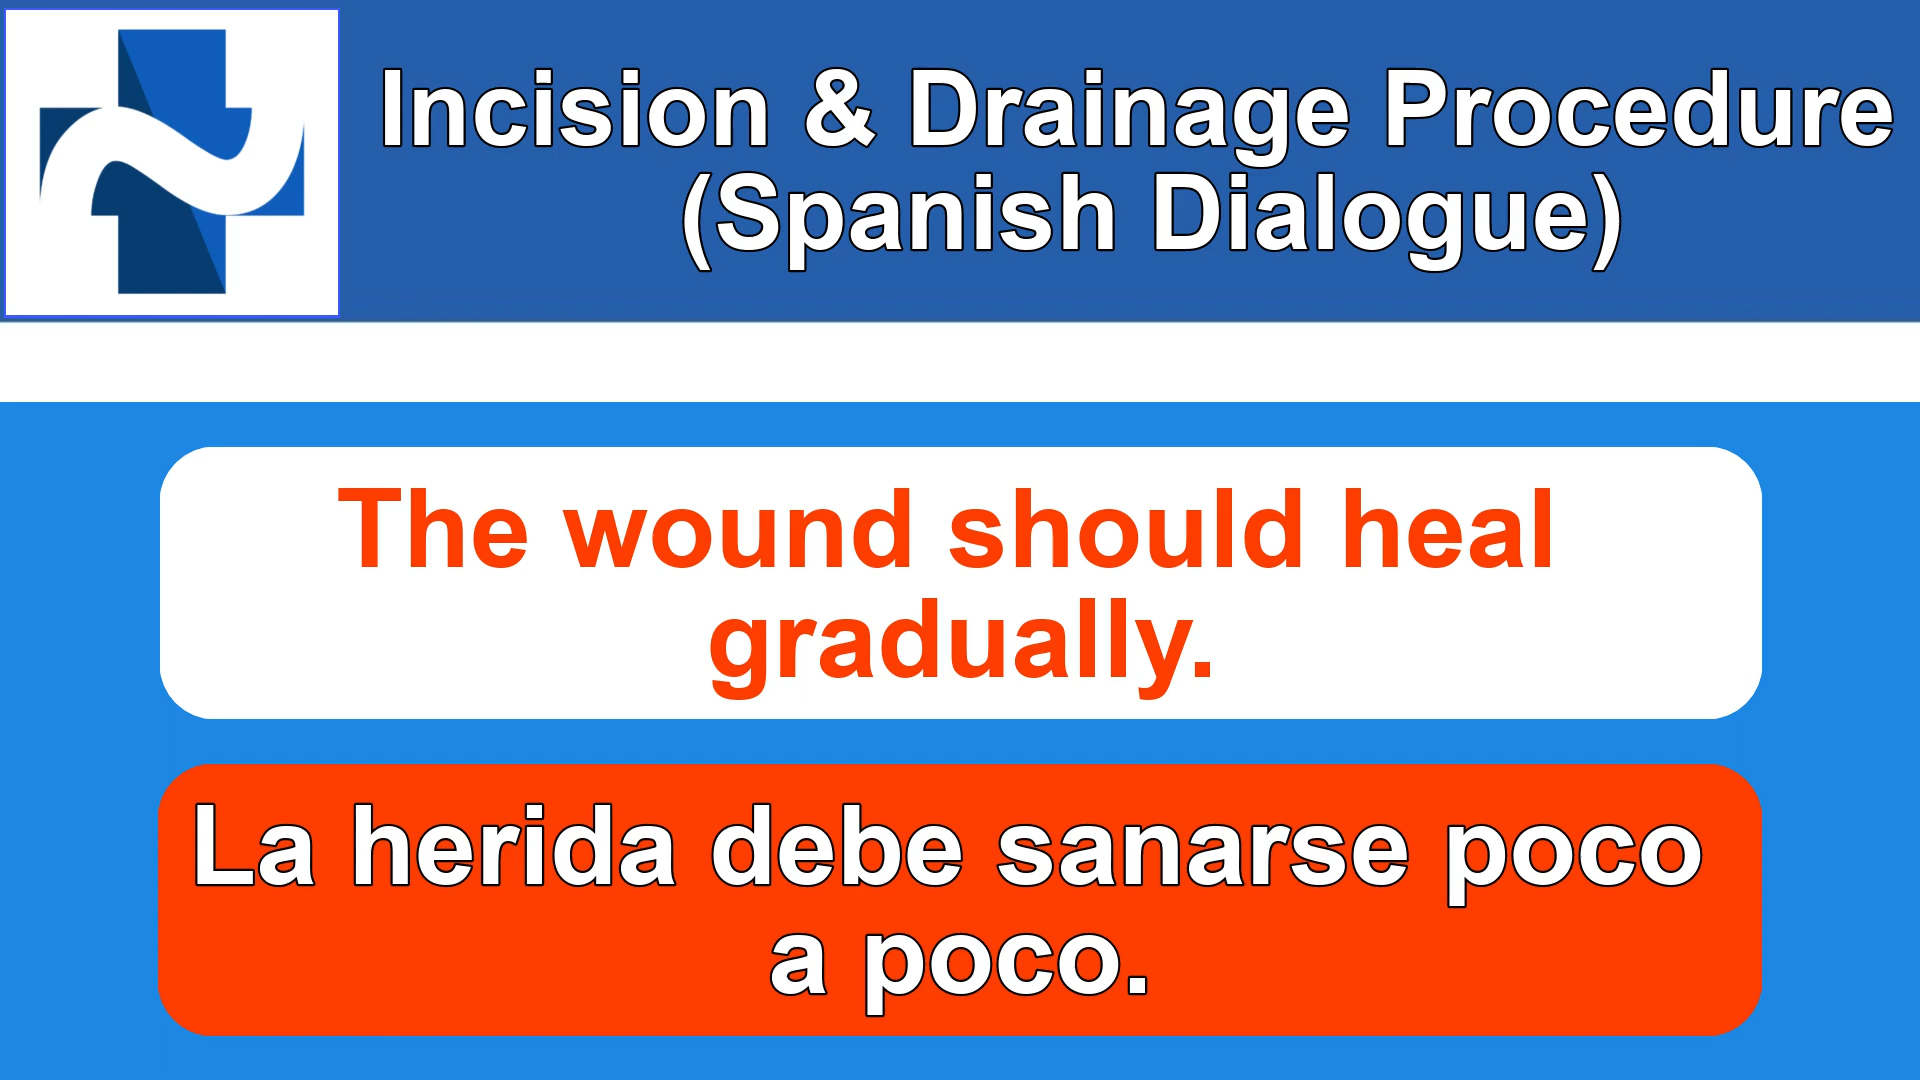 Incision & Drainage Procedure
(Spanish Dialogue)
The wound should heal
gradually.
La herida debe sanarse poco
a poco.